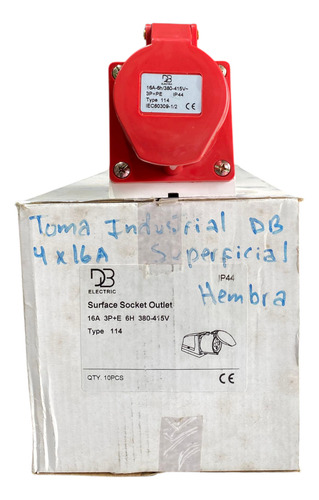 DB
ELECTRIC
16A-6h/380-415V~
3P+PE IP44
Type 114
IEC60309-1/2 CE
Toma Industrial DB
4x16A Superficial
Hembra
DB
ELECTRIC
IP44
Surface Socket Outlet
16A 3P+E 6H 380-415V
Type 114
QTY. 10PCS CE